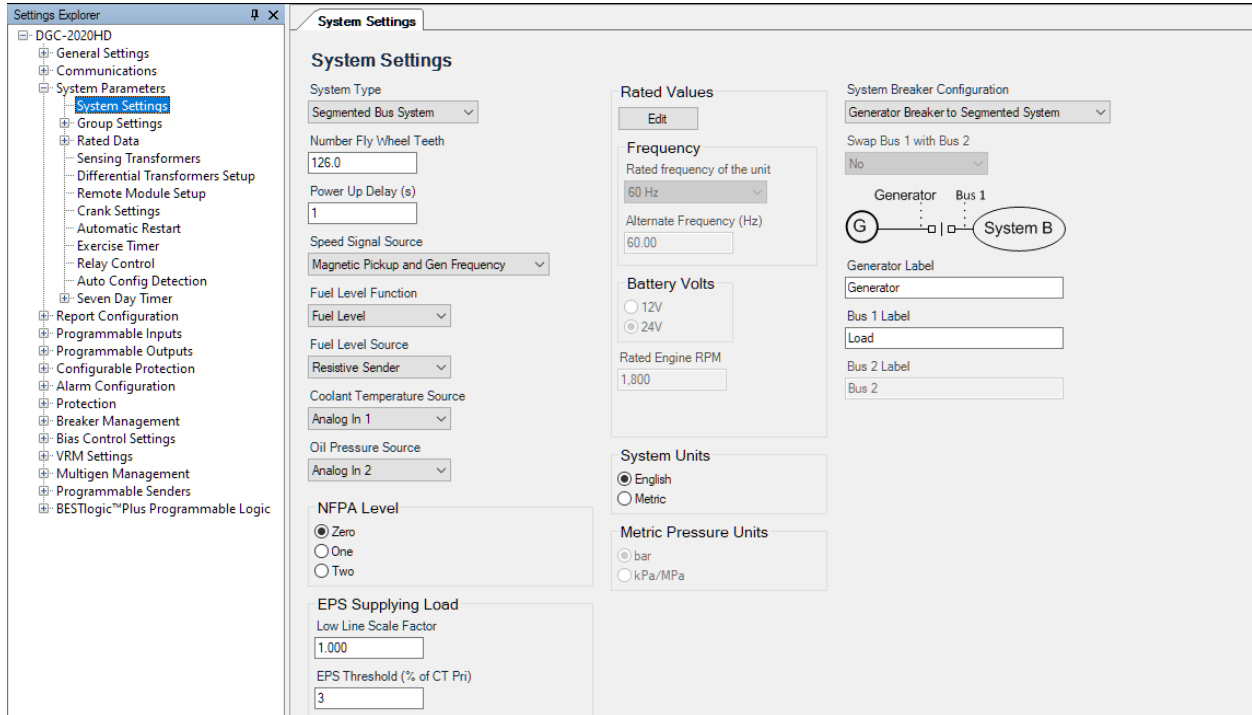 Settings Explorer
DGC-2020HD
General Settings
Communications
System Parameters
System Settings
Group Settings
Rated Data
Sensing Transformers
Differential Transformers Setup
Remote Module Setup
Crank Settings
Automatic Restart
Exercise Timer
Relay Control
Auto Config Detection
Seven Day Timer
Report Configuration
Programmable Inputs
Programmable Outputs
Configurable Protection
Alarm Configuration
Protection
Breaker Management
Bias Control Settings
VRM Settings
Multigen Management
Programmable Senders
BESTlogic™Plus Programmable Logic
System Settings
System Settings
System Type
Segmented Bus System
Number Fly Wheel Teeth
126.0
Power Up Delay (s)
1
Speed Signal Source
Magnetic Pickup and Gen Frequency
Fuel Level Function
Fuel Level
Fuel Level Source
Resistive Sender
Coolant Temperature Source
Analog In 1
Oil Pressure Source
Analog In 2
NFPA Level
Zero
One
Two
EPS Supplying Load
Low Line Scale Factor
1.000
EPS Threshold (% of CT Pri)
3
Rated Values
Edit
Frequency
Rated frequency of the unit
60 Hz
Alternate Frequency (Hz)
60.00
Battery Volts
12V
24V
Rated Engine RPM
1,800
System Units
English
Metric
Metric Pressure Units
bar
kPa/MPa
System Breaker Configuration
Generator Breaker to Segmented System
Swap Bus 1 with Bus 2
No
Generator Bus 1
G System B
Generator Label
Generator
Bus 1 Label
Load
Bus 2 Label
Bus 2